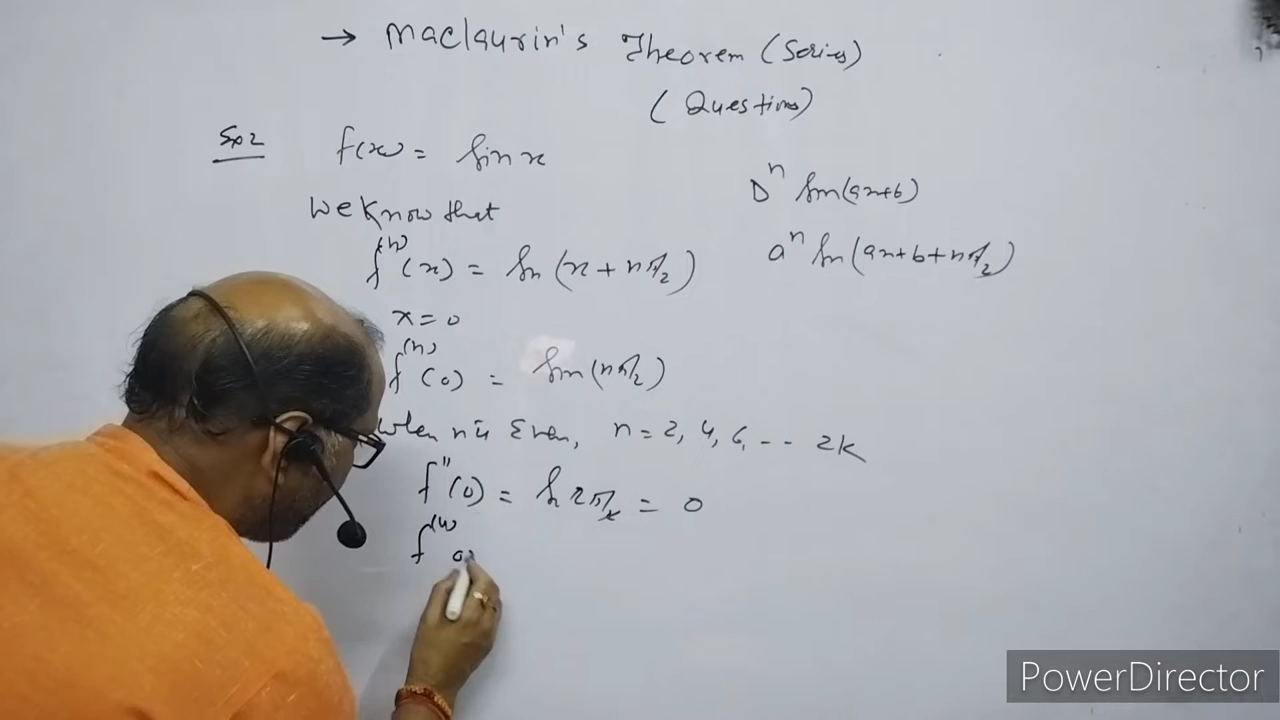 → Maclaurin's Theorem (Series)
(Questions)
f(x) = Sin x
D^n Sin(ax+b)
We know that
f^(n)(x) = Sin(x + nπ/2)
a^n Sin(ax+b+nπ/2)
x = 0
f^(n)(0) = Sin(nπ/2)
when n is Even, n = 2, 4, 6, -- 2K
f''(0) = Sin 2π/2 = 0
PowerDirector